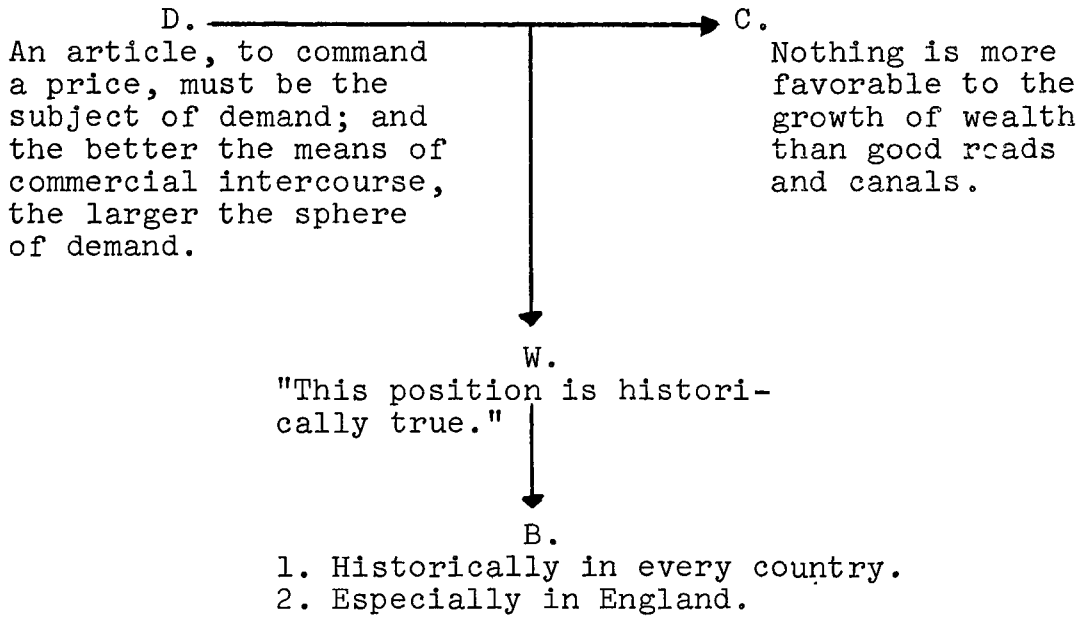 D.
An article, to command
a price, must be the
subject of demand; and
the better the means of
commercial intercourse,
the larger the sphere
of demand.
C.
Nothing is more
favorable to the
growth of wealth
than good roads
and canals.
W.
"This position is histori-
cally true."
B.
1. Historically in every country.
2. Especially in England.